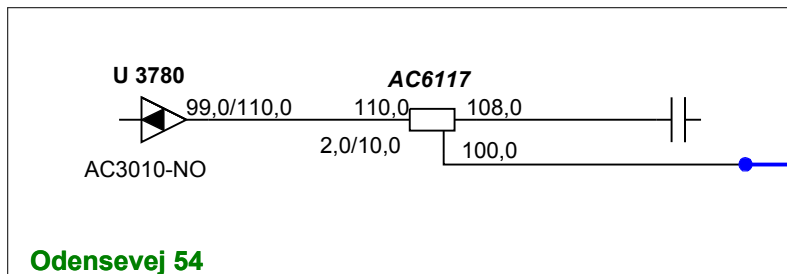 U 3780
AC6117
99,0/110,0
110,0
108,0
2,0/10,0
100,0
AC3010-NO
Odensevej 54